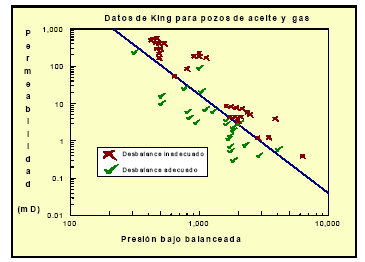 Datos de King para pozos de aceite y gas
Permeabilidad
(mD)
1,000
100
10
1
0.1
0.01
100
1,000
10,000
Desbalance inadecuado
Desbalance adecuado
Presión bajo balanceada